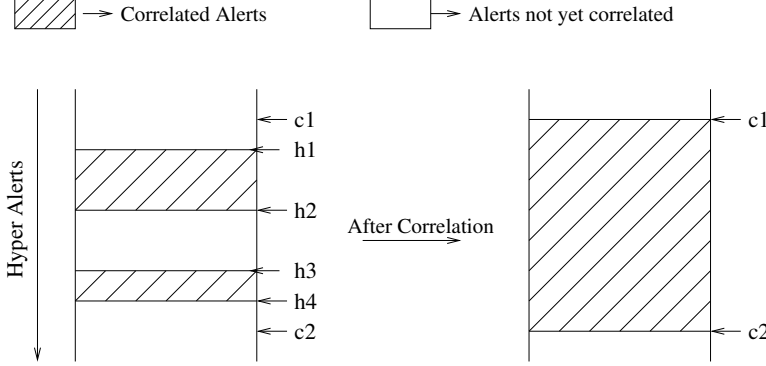 Correlated Alerts
Alerts not yet correlated
Hyper Alerts
c1
h1
h2
h3
h4
c2
After Correlation
c1
c2